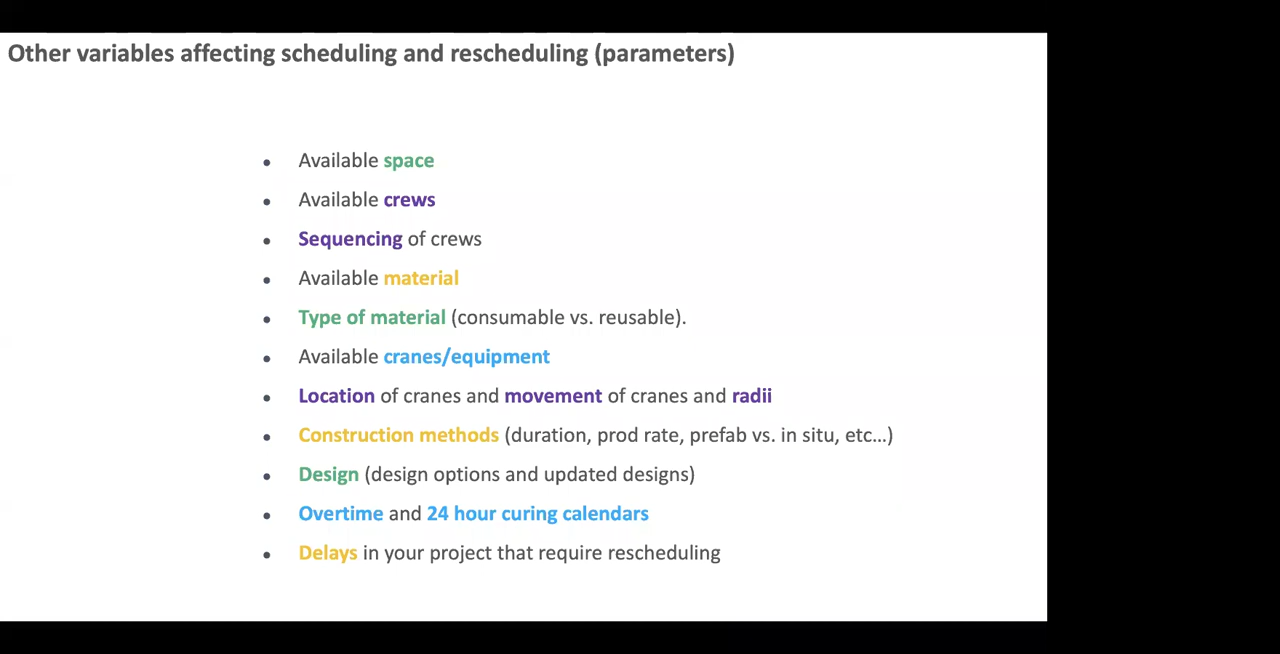 Other variables affecting scheduling and rescheduling (parameters)
• Available space
• Available crews
• Sequencing of crews
• Available material
• Type of material (consumable vs. reusable).
• Available cranes/equipment
• Location of cranes and movement of cranes and radii
• Construction methods (duration, prod rate, prefab vs. in situ, etc...)
• Design (design options and updated designs)
• Overtime and 24 hour curing calendars
• Delays in your project that require rescheduling